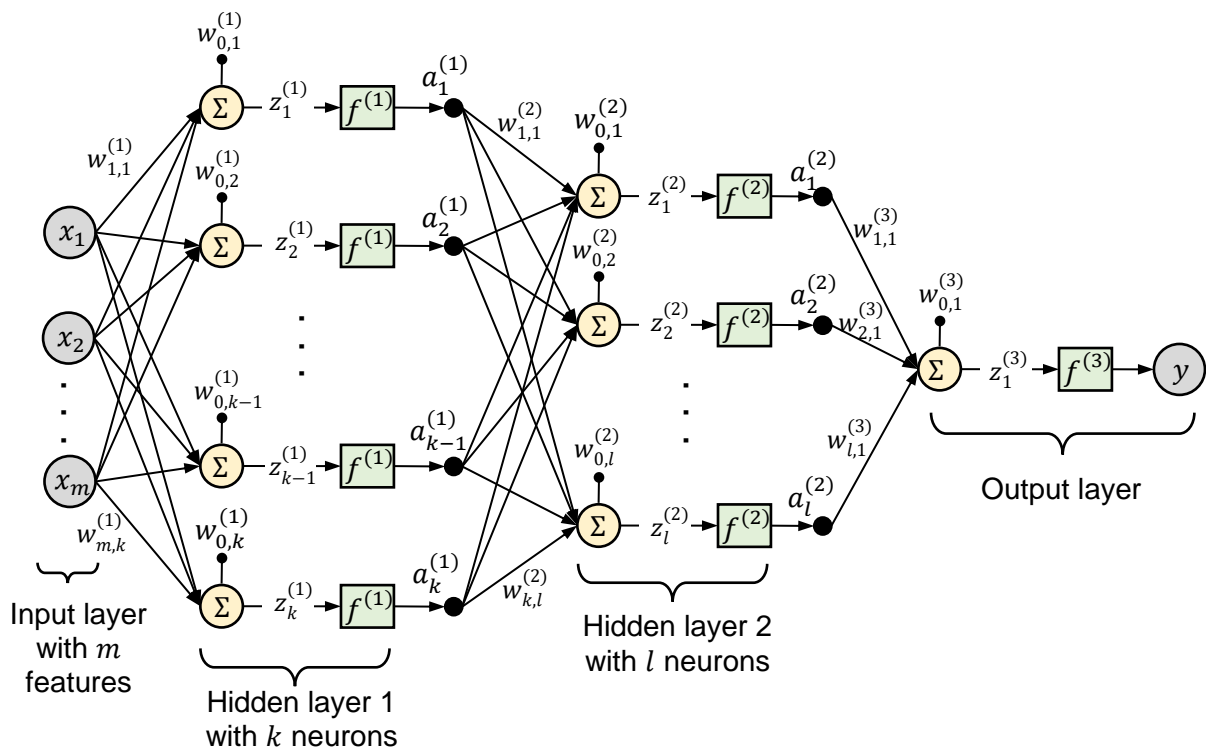 w_{0,1}^{(1)}
Σ z_1^{(1)} f^{(1)} a_1^{(1)}
w_{1,1}^{(1)}
w_{0,2}^{(1)}
x_1
Σ z_2^{(1)} f^{(1)} a_2^{(1)}
x_2
. . .
. . .
w_{0,k-1}^{(1)}
Σ z_{k-1}^{(1)} f^{(1)} a_{k-1}^{(1)}
x_m
w_{m,k}^{(1)}
w_{0,k}^{(1)}
Σ z_k^{(1)} f^{(1)} a_k^{(1)}
Input layer
with m
features
Hidden layer 1
with k neurons
w_{1,1}^{(2)}
w_{0,1}^{(2)}
Σ z_1^{(2)} f^{(2)} a_1^{(2)}
w_{0,2}^{(2)}
Σ z_2^{(2)} f^{(2)} a_2^{(2)}
. . .
w_{0,l}^{(2)}
Σ z_l^{(2)} f^{(2)} a_l^{(2)}
w_{k,l}^{(2)}
Hidden layer 2
with l neurons
w_{1,1}^{(3)}
w_{2,1}^{(3)}
w_{0,1}^{(3)}
Σ z_1^{(3)} f^{(3)} y
w_{l,1}^{(3)}
Output layer